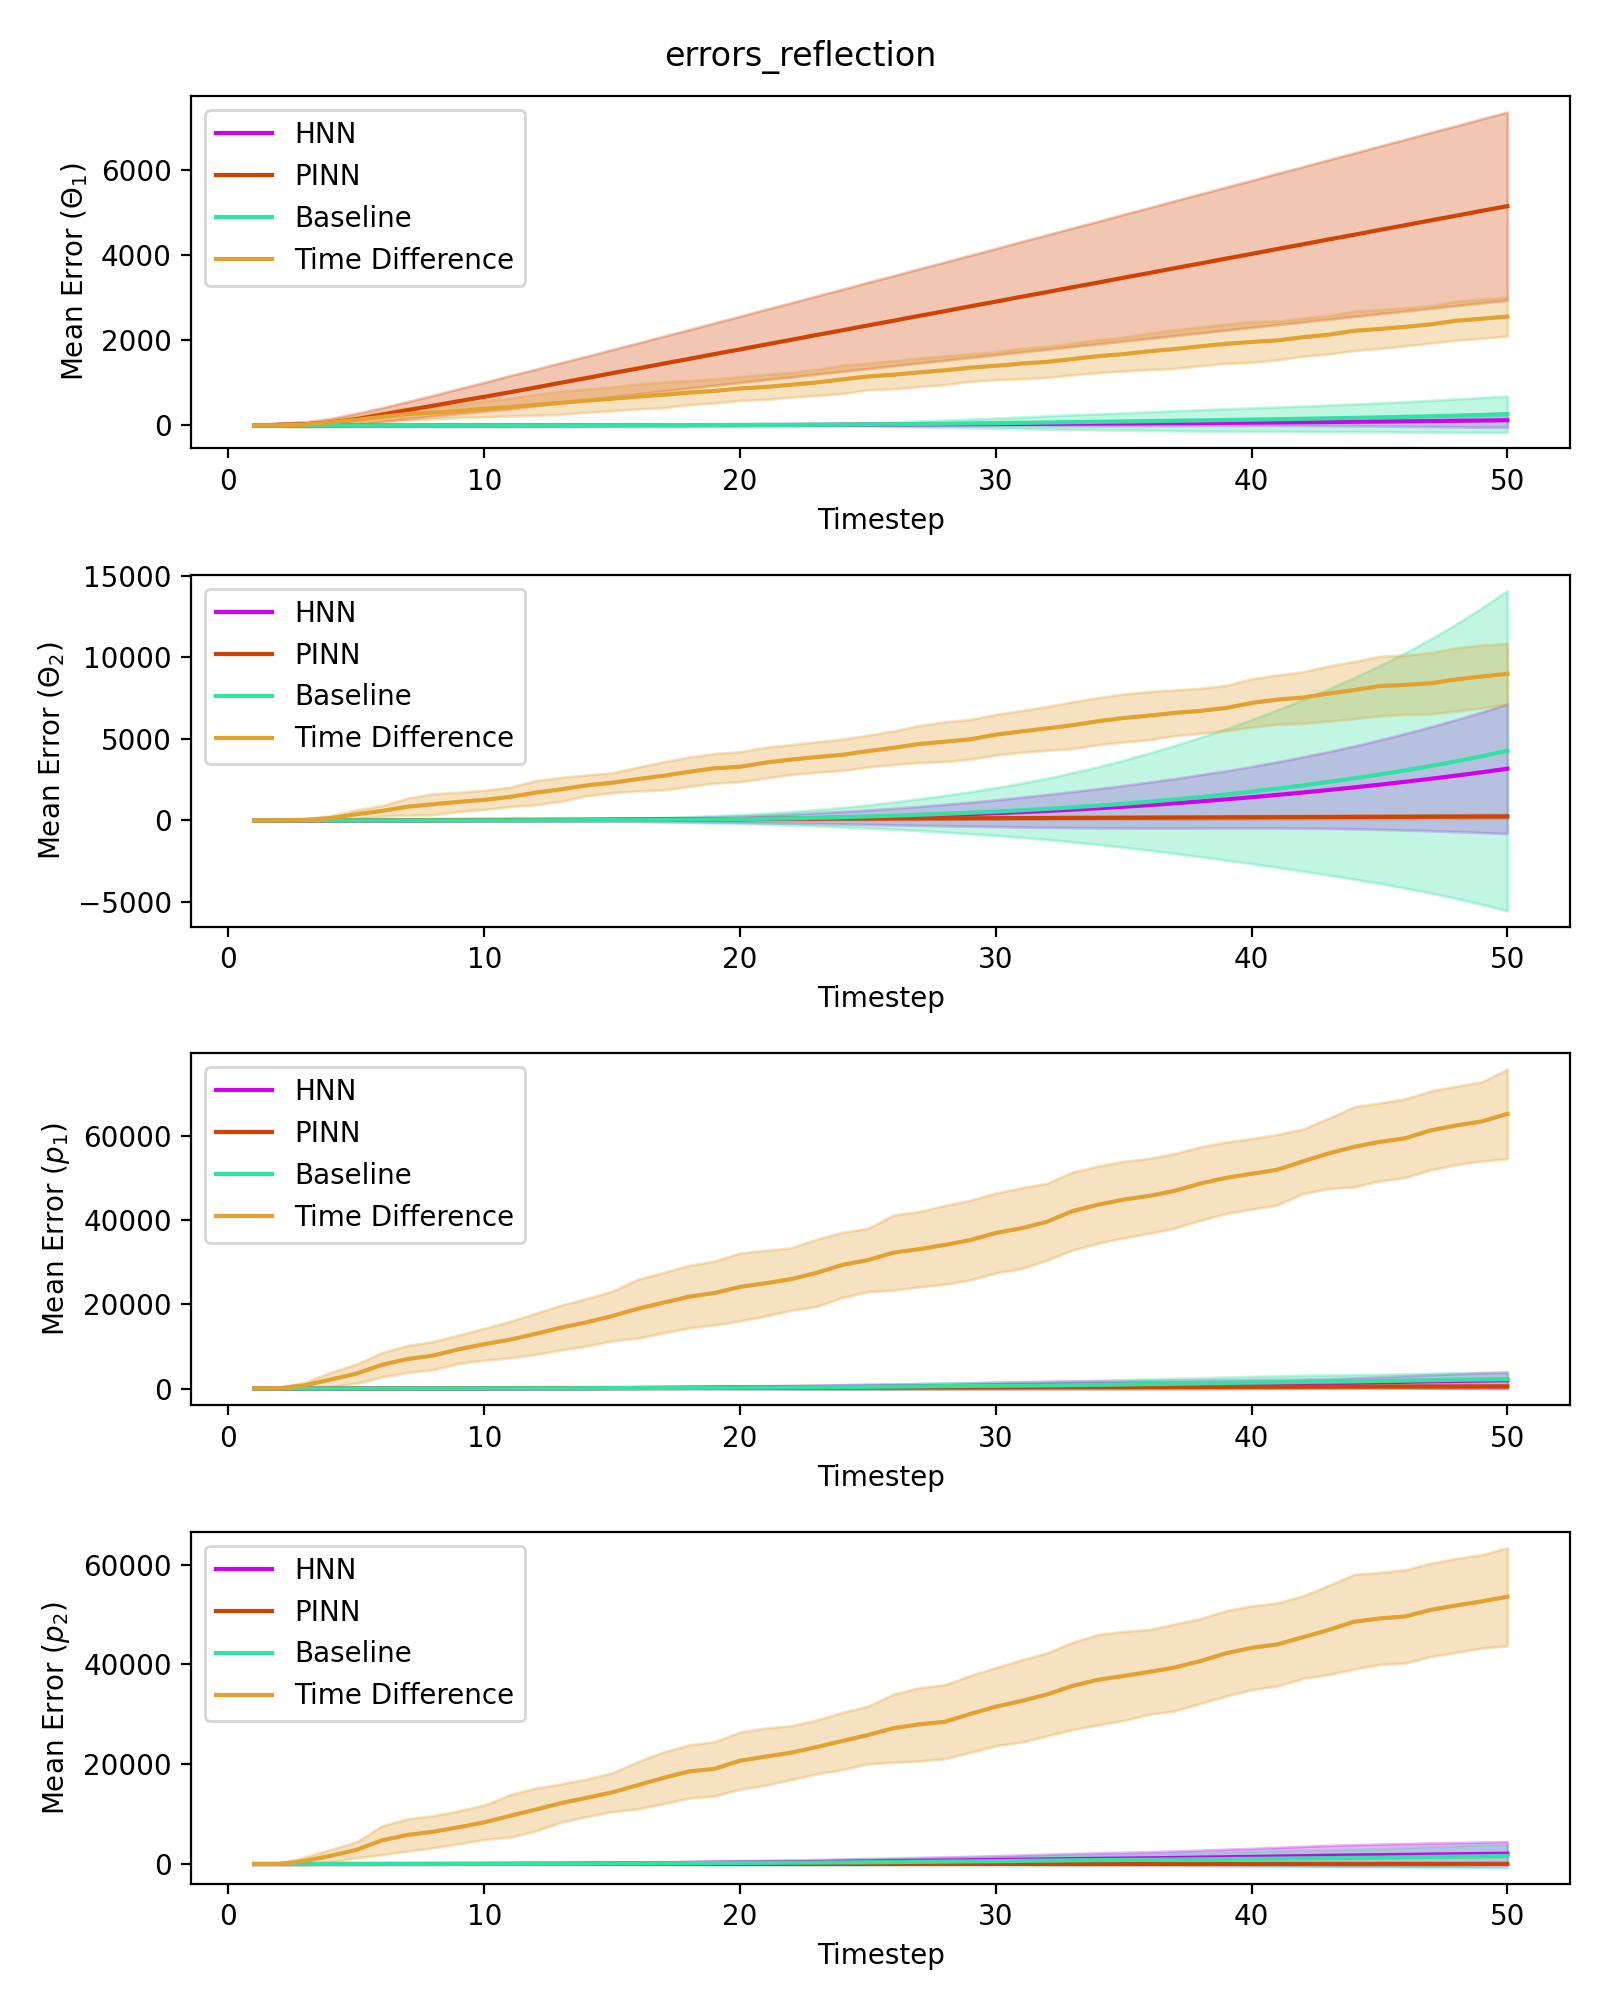 errors_reflection
Mean Error (Θ₁)
6000
4000
2000
0
HNN
PINN
Baseline
Time Difference
0 10 20 30 40 50
Timestep
Mean Error (Θ₂)
15000
10000
5000
0
−5000
HNN
PINN
Baseline
Time Difference
0 10 20 30 40 50
Timestep
Mean Error (p₁)
60000
40000
20000
0
HNN
PINN
Baseline
Time Difference
0 10 20 30 40 50
Timestep
Mean Error (p₂)
60000
40000
20000
0
HNN
PINN
Baseline
Time Difference
0 10 20 30 40 50
Timestep